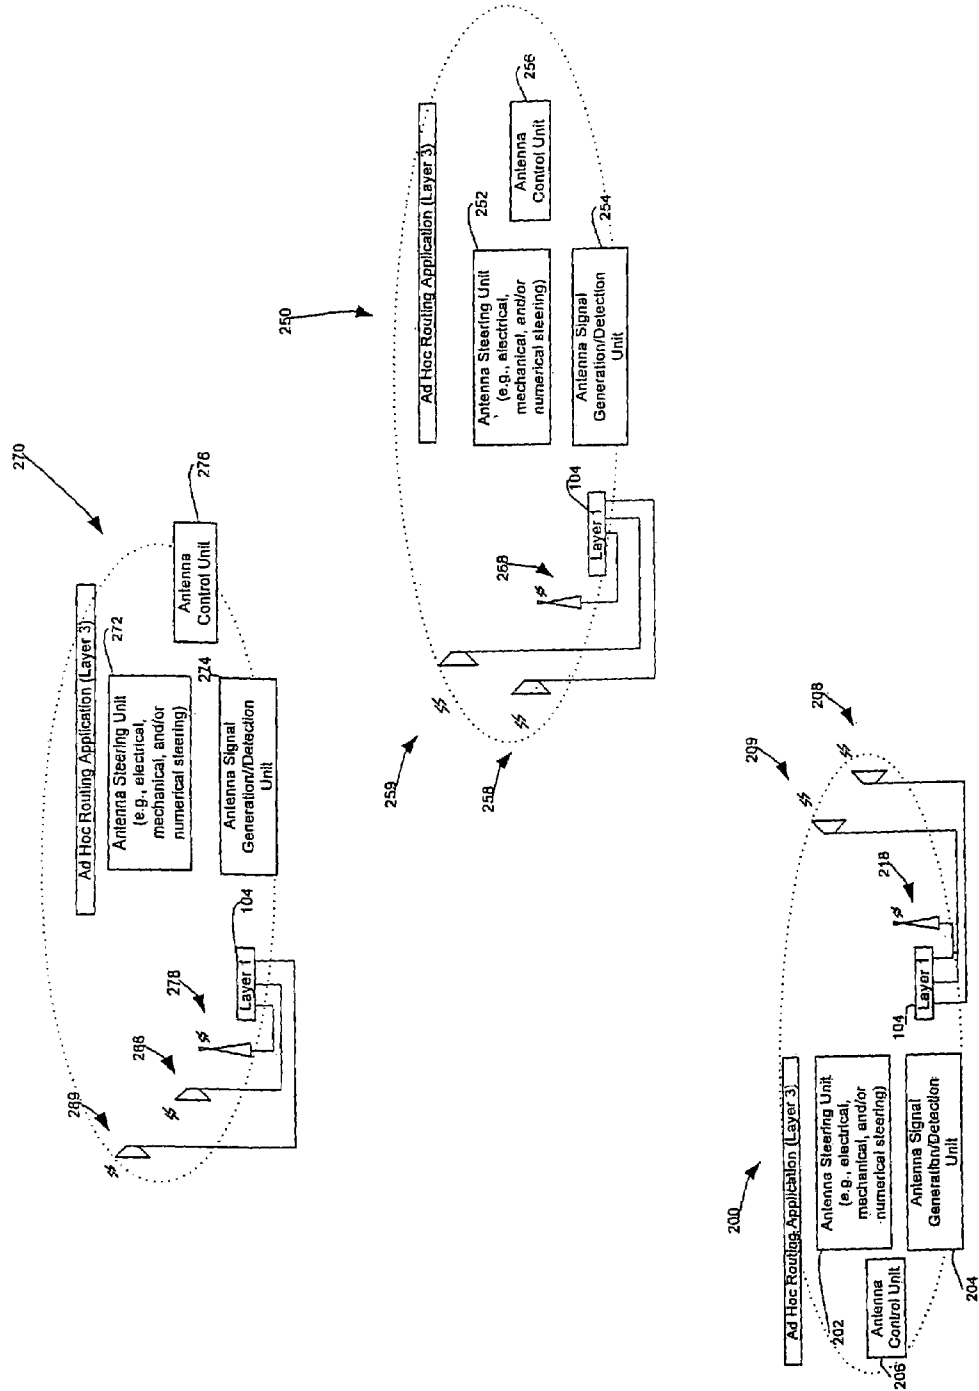 270
Ad Hoc Routing Application (Layer 3)
272
Antenna Steering Unit
(e.g., electrical,
mechanical, and/or
numerical steering)
276
Antenna
Control Unit
274
Antenna Signal
Generation//Detection
Unit
104
Layer 1
278
288
289
250
Ad Hoc Routing Application (Layer 3)
252
Antenna Steering Unit
(e.g., electrical,
mechanical, and/or
numerical steering)
256
Antenna
Control Unit
254
Antenna Signal
Generation/Detection
Unit
104
Layer 1
268
259
258
200
Ad Hoc Routing Application (Layer 3)
202
Antenna Steering Unit
(e.g., electrical,
mechanical, and/or
numerical steering)
206
Antenna
Control Unit
204
Antenna Signal
Generation/Detection
Unit
104
Layer 1
218
209
208